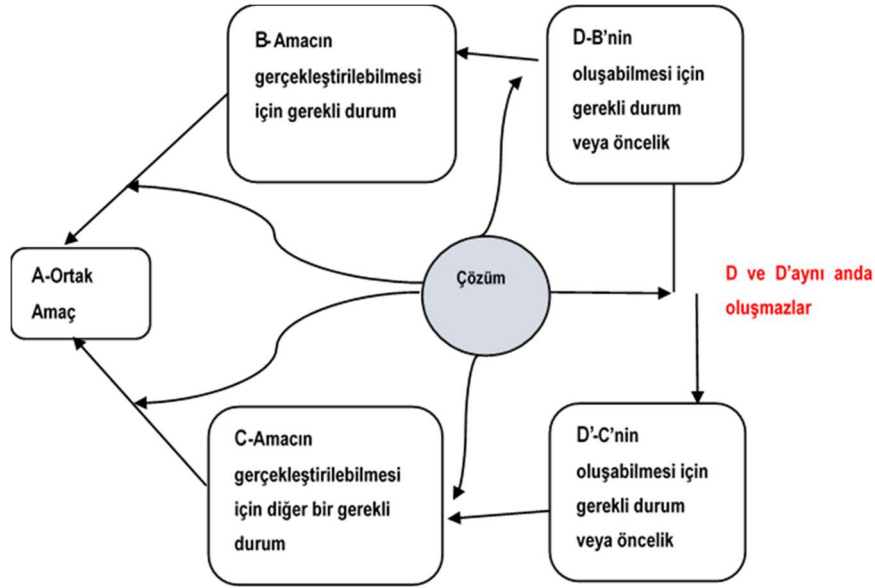 B- Amacın
gerçekleştirilebilmesi
için gerekli durum
D-B'nin
oluşabilmesi için
gerekli durum
veya öncelik
A-Ortak
Amaç
Çözüm
D ve D'aynı anda
oluşmazlar
C-Amacın
gerçekleştirilebilmesi
için diğer bir gerekli
durum
D'-C'nin
oluşabilmesi için
gerekli durum
veya öncelik